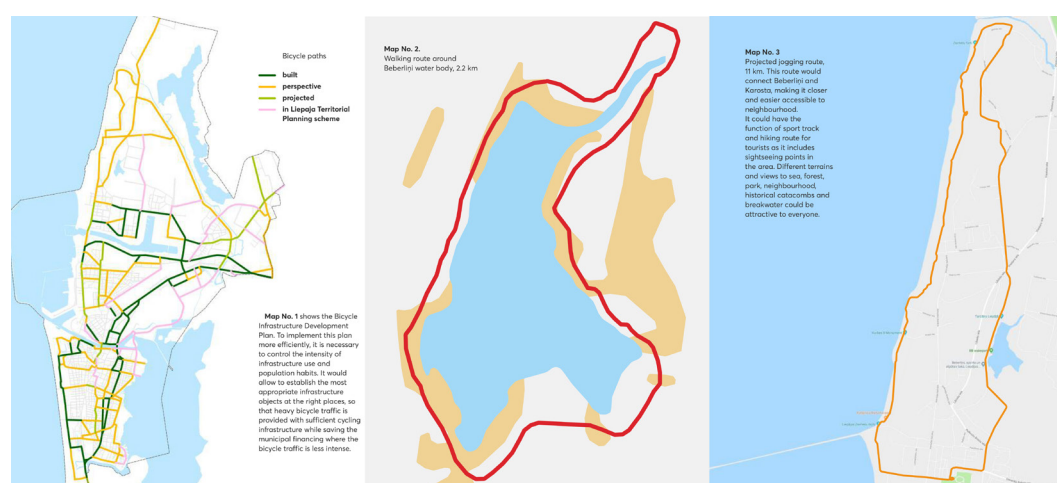 Bicycle paths
built
perspective
projected
in Liepaja Territorial
Planning scheme
Map No. 1 shows the Bicycle
Infrastructure Development
Plan. To implement this plan
more efficiently, it is necessary
to control the intensity of
infrastructure use and
population habits. It would
allow to establish the most
appropriate infrastructure
objects at the right places, so
that heavy bicycle traffic is
provided with sufficient cycling
infrastructure while saving the
municipal financing where the
bicycle traffic is less intense.
Map No. 2.
Walking route around
Beberliņi water body, 2.2 km
Map No. 3
Projected jogging route,
11 km. This route would
connect Beberliņi and
Karosta, making it closer
and easier accessible to
neighbourhood.
It could have the
function of sport track
and hiking route for
tourists as it includes
sightseeing points in
the area. Different terrains
and views to sea, forest,
park, neighbourhood,
historical catacombs and
breakwater could be
attractive to everyone.